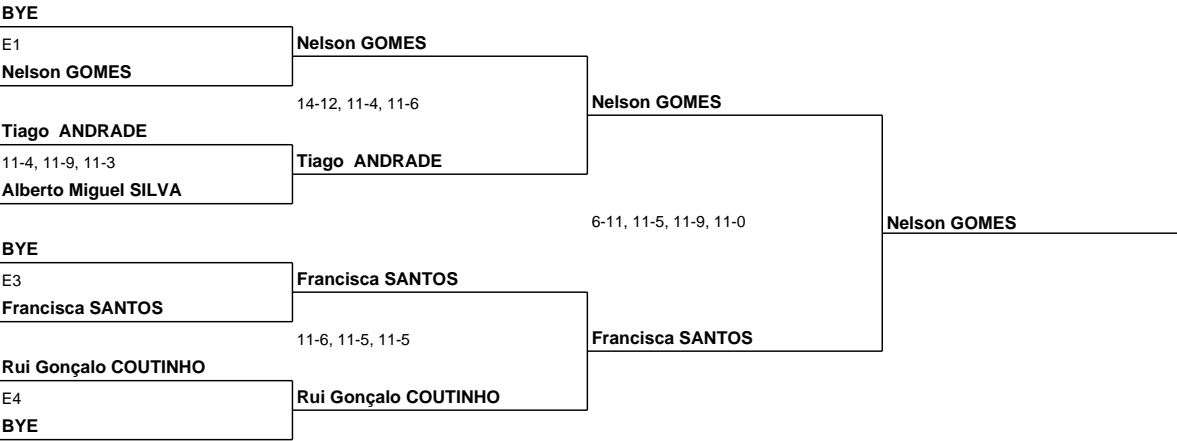 BYE
E1
Nelson GOMES
Nelson GOMES
14-12, 11-4, 11-6
Nelson GOMES
Tiago  ANDRADE
11-4, 11-9, 11-3
Tiago  ANDRADE
Alberto Miguel SILVA
6-11, 11-5, 11-9, 11-0
Nelson GOMES
BYE
E3
Francisca SANTOS
Francisca SANTOS
11-6, 11-5, 11-5
Francisca SANTOS
Rui Gonçalo COUTINHO
E4
Rui Gonçalo COUTINHO
BYE